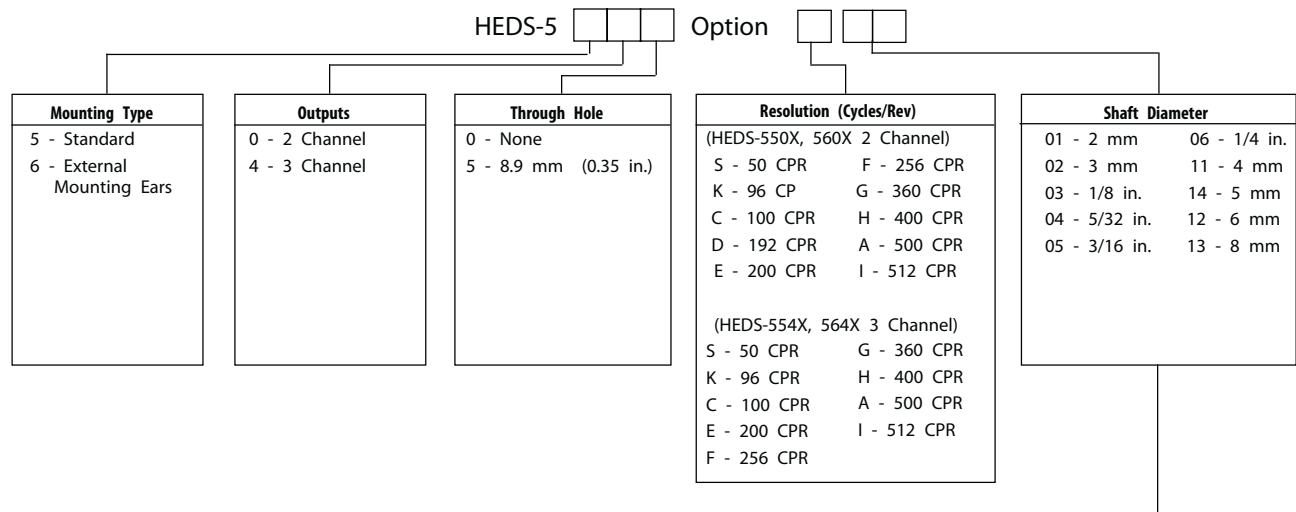 HEDS-5 Option
Mounting Type
5 - Standard
6 - External
Mounting Ears
Outputs
0 - 2 Channel
4 - 3 Channel
Through Hole
0 - None
5 - 8.9 mm (0.35 in.)
Resolution (Cycles/Rev)
(HEDS-550X, 560X 2 Channel)
S - 50 CPR F - 256 CPR
K - 96 CP G - 360 CPR
C - 100 CPR H - 400 CPR
D - 192 CPR A - 500 CPR
E - 200 CPR I - 512 CPR
(HEDS-554X, 564X 3 Channel)
S - 50 CPR G - 360 CPR
K - 96 CPR H - 400 CPR
C - 100 CPR A - 500 CPR
E - 200 CPR I - 512 CPR
F - 256 CPR
Shaft Diameter
01 - 2 mm 06 - 1/4 in.
02 - 3 mm 11 - 4 mm
03 - 1/8 in. 14 - 5 mm
04 - 5/32 in. 12 - 6 mm
05 - 3/16 in. 13 - 8 mm